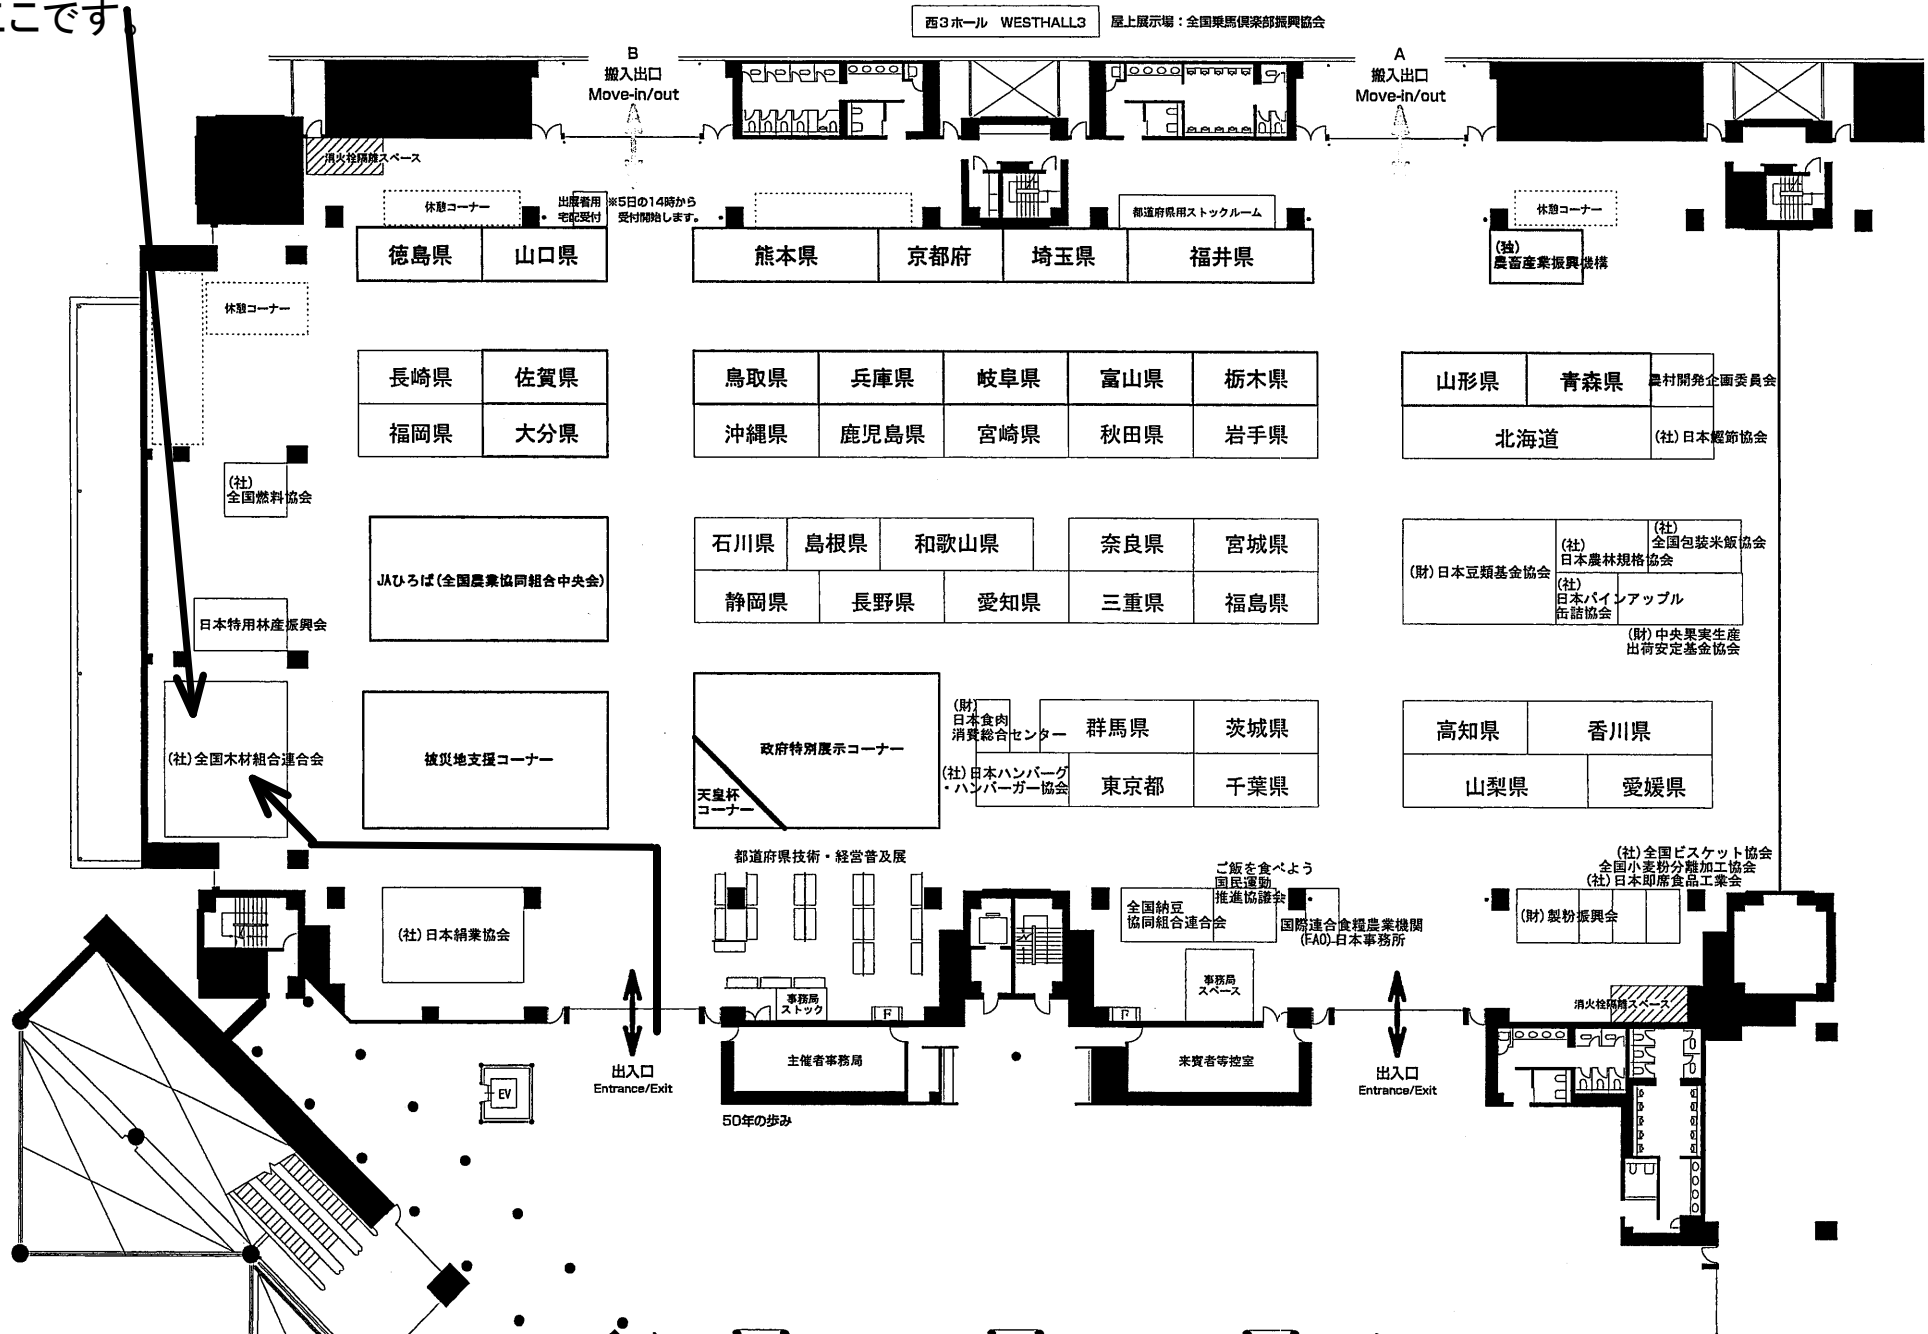 ここです。
西3ホール WESTHALL3 屋上展示場：全国乗馬倶楽部振興協会
B
搬入出口
Move-in/out
A
搬入出口
Move-in/out
消火栓隔離スペース
休憩コーナー
出展者用
宅配受付
※5日の14時から
受付開始します。
都道府県用ストックルーム
休憩コーナー
徳島県 山口県
熊本県 京都府 埼玉県 福井県
(独)
農畜産業振興機構
休憩コーナー
長崎県 佐賀県
鳥取県 兵庫県 岐阜県 富山県 栃木県
山形県 青森県 農村開発企画委員会
福岡県 大分県
沖縄県 鹿児島県 宮崎県 秋田県 岩手県
北海道 (社)日本鰹節協会
(社)
全国燃料協会
JAひろば(全国農業協同組合中央会)
石川県 島根県 和歌山県 奈良県 宮城県
静岡県 長野県 愛知県 三重県 福島県
(財)日本豆類基金協会
(社)
日本農林規格協会
(社)
全国包装米飯協会
(社)
日本パインアップル
缶詰協会
(財)中央果実生産
出荷安定基金協会
日本特用林産振興会
(社)全国木材組合連合会
被災地支援コーナー
政府特別展示コーナー
天皇杯
コーナー
(財)
日本食肉
消費総合センター
群馬県 茨城県
(社)日本ハンバーグ
・ハンバーガー協会
東京都 千葉県
高知県 香川県
山梨県 愛媛県
都道府県技術・経営普及展
ご飯を食べよう
国民運動
推進協議会
(社)全国ビスケット協会
全国小麦粉分離加工協会
(社)日本即席食品工業会
(社)日本絹業協会
全国納豆
協同組合連合会
国際連合食糧農業機関
(FAO)日本事務所
(財)製粉振興会
事務局
ストック
事務局
スペース
消火栓隔離スペース
F
F
主催者事務局
来賓者等控室
出入口
Entrance/Exit
出入口
Entrance/Exit
EV
50年の歩み